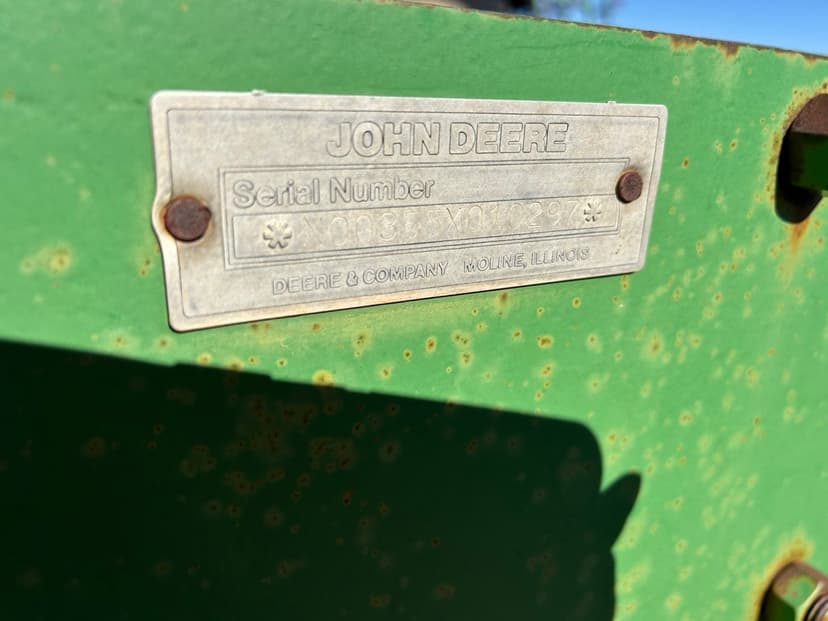 JOHN DEERE
Serial Number
DEERE & COMPANY MOLINE, ILLINOIS